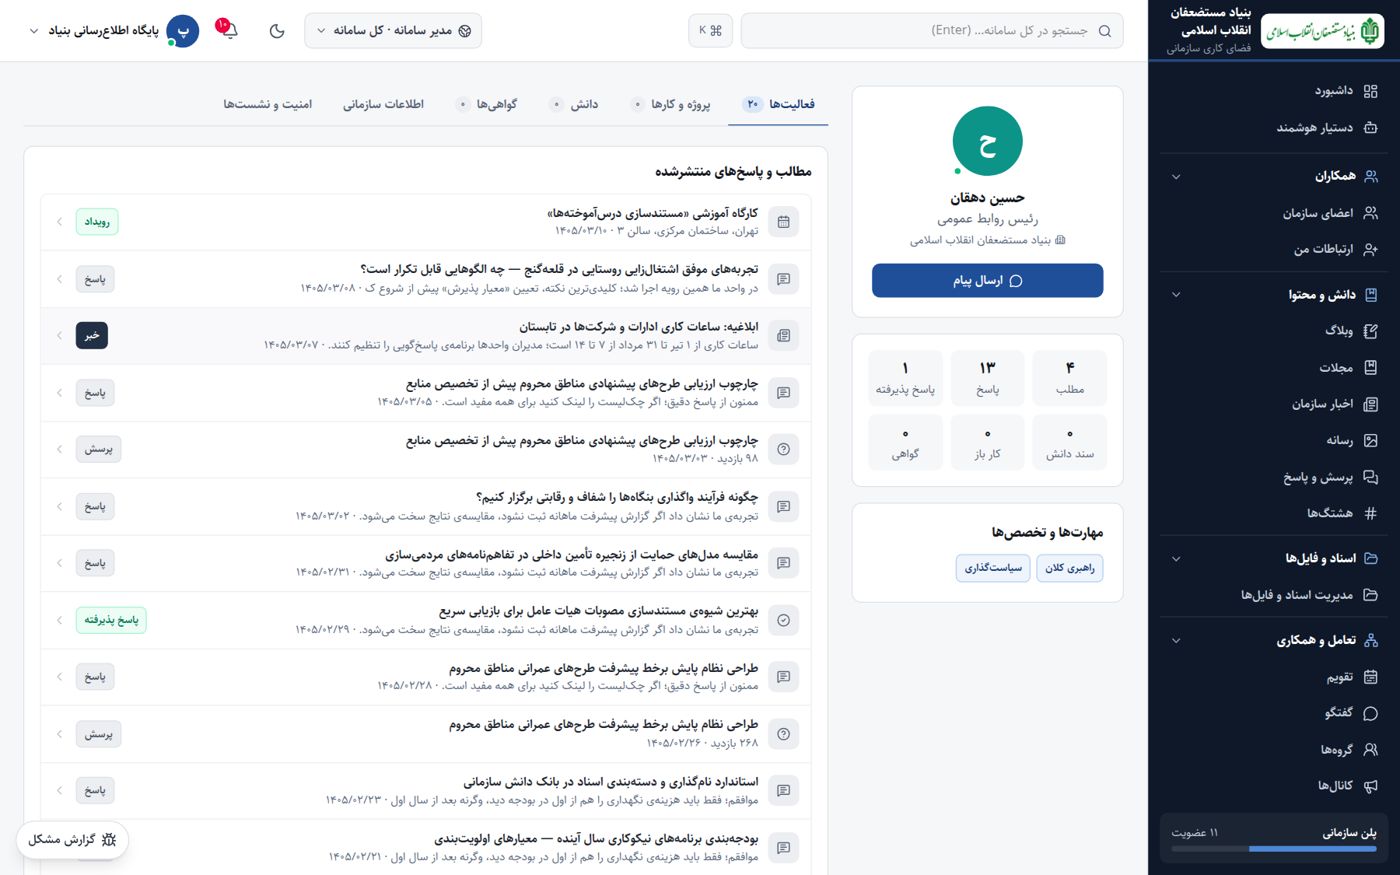 بنیاد مستضعفان انقلاب اسلامی
بنیاد مستضعفان
انقلاب اسلامی
فضای کاری سازمانی
داشبورد
دستیار هوشمند
همکاران
اعضای سازمان
ارتباطات من
دانش و محتوا
وبلاگ
مجلات
اخبار سازمان
رسانه
پرسش و پاسخ
هشتگ‌ها
اسناد و فایل‌ها
مدیریت اسناد و فایل‌ها
تعامل و همکاری
تقویم
گفتگو
گروه‌ها
کانال‌ها
پلن سازمانی
۱۱ عضویت
جستجو در کل سامانه... (Enter)
⌘ K
مدیر سامانه · کل سامانه
۱۰
پ
پایگاه اطلاع‌رسانی بنیاد
ح
حسین دهقان
رئیس روابط عمومی
بنیاد مستضعفان انقلاب اسلامی
ارسال پیام
۴ مطلب
۱۳ پاسخ
۱ پاسخ پذیرفته
۰ سند دانش
۰ کار باز
۰ گواهی
مهارت‌ها و تخصص‌ها
راهبری کلان
سیاست‌گذاری
فعالیت‌ها ۲۰
پروژه و کارها ۰
دانش ۰
گواهی‌ها ۰
اطلاعات سازمانی
امنیت و نشست‌ها
مطالب و پاسخ‌های منتشرشده
کارگاه آموزشی «مستندسازی درس‌آموخته‌ها»
تهران، ساختمان مرکزی، سالن ۳ · ۱۴۰۵/۰۳/۱۰
رویداد
تجربه‌های موفق اشتغال‌زایی روستایی در قلعه‌گنج — چه الگوهایی قابل تکرار است؟
در واحد ما همین رویه اجرا شد؛ کلیدی‌ترین نکته، تعیین «معیار پذیرش» پیش از شروع ک · ۱۴۰۵/۰۳/۰۸
پاسخ
ابلاغیه: ساعات کاری ادارات و شرکت‌ها در تابستان
ساعات کاری از ۱ تیر تا ۳۱ مرداد از ۷ تا ۱۴ است؛ مدیران واحدها برنامه‌ی پاسخ‌گویی را تنظیم کنند. · ۱۴۰۵/۰۳/۰۷
خبر
چارچوب ارزیابی طرح‌های پیشنهادی مناطق محروم پیش از تخصیص منابع
ممنون از پاسخ دقیق؛ اگر چک‌لیست را لینک کنید برای همه مفید است. · ۱۴۰۵/۰۳/۰۵
پاسخ
چارچوب ارزیابی طرح‌های پیشنهادی مناطق محروم پیش از تخصیص منابع
۹۸ بازدید · ۱۴۰۵/۰۳/۰۳
پرسش
چگونه فرآیند واگذاری بنگاه‌ها را شفاف و رقابتی برگزار کنیم؟
تجربه‌ی ما نشان داد اگر گزارش پیشرفت ماهانه ثبت نشود، مقایسه‌ی نتایج سخت می‌شود. · ۱۴۰۵/۰۳/۰۲
پاسخ
مقایسه مدل‌های حمایت از زنجیره تأمین داخلی در تفاهم‌نامه‌های مردمی‌سازی
تجربه‌ی ما نشان داد اگر گزارش پیشرفت ماهانه ثبت نشود، مقایسه‌ی نتایج سخت می‌شود. · ۱۴۰۵/۰۲/۳۱
پاسخ
بهترین شیوه‌ی مستندسازی مصوبات هیات عامل برای بازیابی سریع
تجربه‌ی ما نشان داد اگر گزارش پیشرفت ماهانه ثبت نشود، مقایسه‌ی نتایج سخت می‌شود. · ۱۴۰۵/۰۲/۲۹
پاسخ پذیرفته
طراحی نظام پایش برخط پیشرفت طرح‌های عمرانی مناطق محروم
ممنون از پاسخ دقیق؛ اگر چک‌لیست را لینک کنید برای همه مفید است. · ۱۴۰۵/۰۲/۲۸
پاسخ
طراحی نظام پایش برخط پیشرفت طرح‌های عمرانی مناطق محروم
۲۶۸ بازدید · ۱۴۰۵/۰۲/۲۶
پرسش
استاندارد نام‌گذاری و دسته‌بندی اسناد در بانک دانش سازمانی
موافقم؛ فقط باید هزینه‌ی نگهداری را هم از اول در بودجه دید، وگرنه بعد از سال اول · ۱۴۰۵/۰۲/۲۳
پاسخ
بودجه‌بندی برنامه‌های نیکوکاری سال آینده — معیارهای اولویت‌بندی
موافقم؛ فقط باید هزینه‌ی نگهداری را هم از اول در بودجه دید، وگرنه بعد از سال اول · ۱۴۰۵/۰۲/۲۱
گزارش مشکل